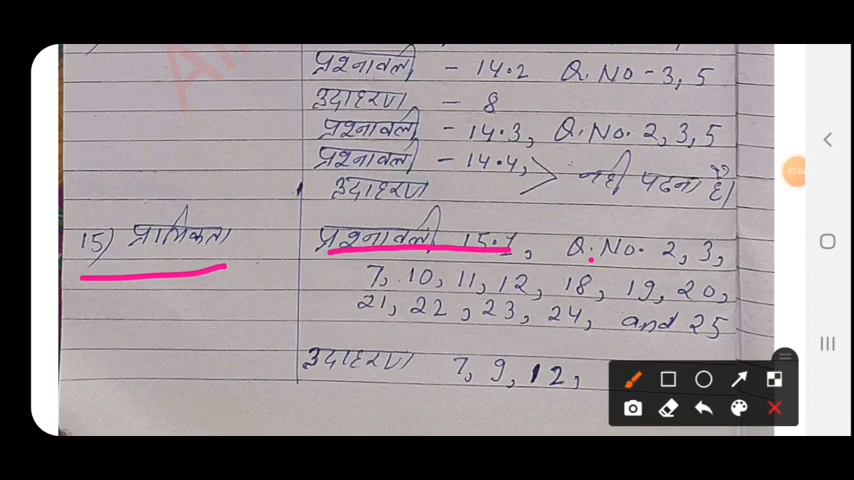 प्रश्नावली - 14.2 Q.No - 3, 5
उदाहरण - 8
प्रश्नावली - 14.3, Q.No. 2, 3, 5
प्रश्नावली - 14.4,
उदाहरण > नहीं पढना है।
15) प्रायिकता प्रश्नावली 15.1, Q.No. 2, 3,
7, 10, 11, 12, 18, 19, 20,
21, 22, 23, 24, and 25
उदाहरण 7, 9, 12,